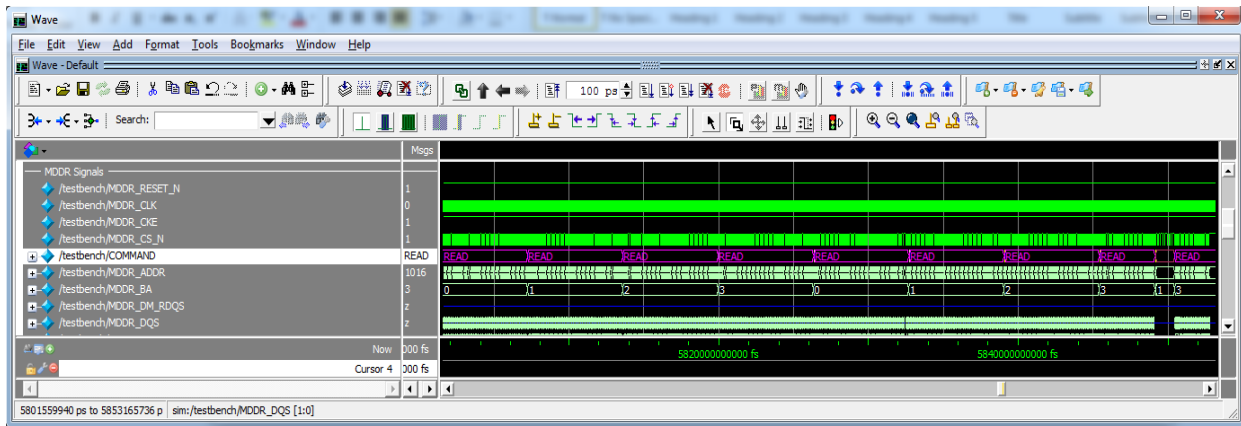 Wave
File Edit View Add Format Tools Bookmarks Window Help
Wave - Default
100 ps
Search:
Msgs
MDDR Signals
/testbench/MDDR_RESET_N 1
/testbench/MDDR_CLK 0
/testbench/MDDR_CKE 1
/testbench/MDDR_CS_N 1
/testbench/COMMAND READ READ READ READ READ READ READ READ READ READ
/testbench/MDDR_ADDR 1016
/testbench/MDDR_BA 3 0 1 2 3 0 1 2 3 1 3
/testbench/MDDR_DM_RDQS z
/testbench/MDDR_DQS z
Now 000 fs 5820000000000 fs 5840000000000 fs
Cursor 4 000 fs
5801559940 ps to 5853165736 p sim:/testbench/MDDR_DQS [1:0]